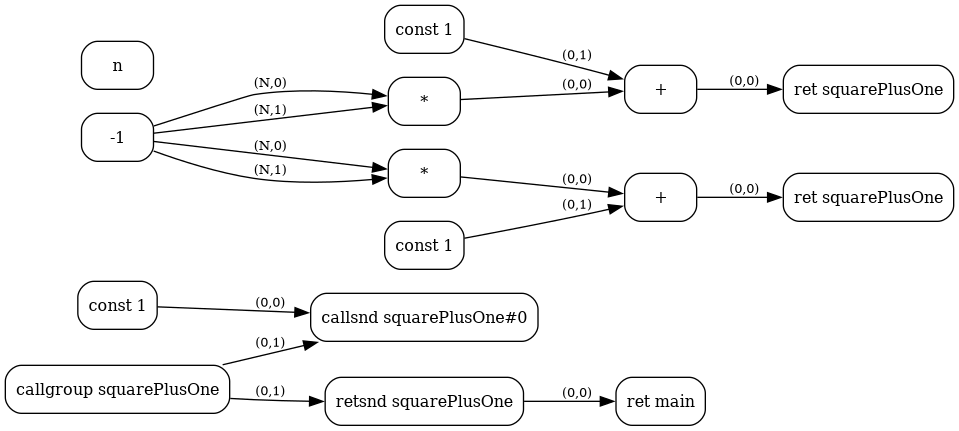 const 1
n
(0,1)
(N,0)
(0,0)
(0,0)
*
+
ret squarePlusOne
(N,1)
-1
(N,0)
(N,1)
*
(0,0)
(0,0)
+
ret squarePlusOne
(0,1)
const 1
const 1
(0,0)
callsnd squarePlusOne#0
(0,1)
callgroup squarePlusOne
(0,1)
retsnd squarePlusOne
(0,0)
ret main